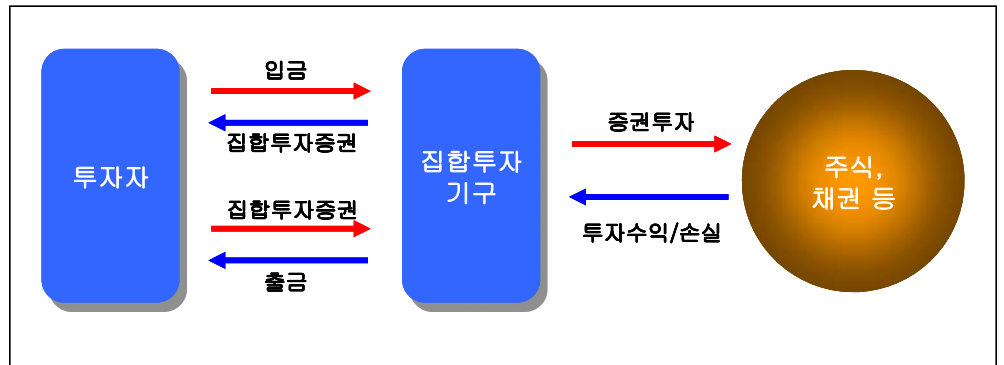 투자자
입금
집합투자증권
집합투자증권
출금
집합투자
기구
증권투자
투자수익/손실
주식,
채권 등